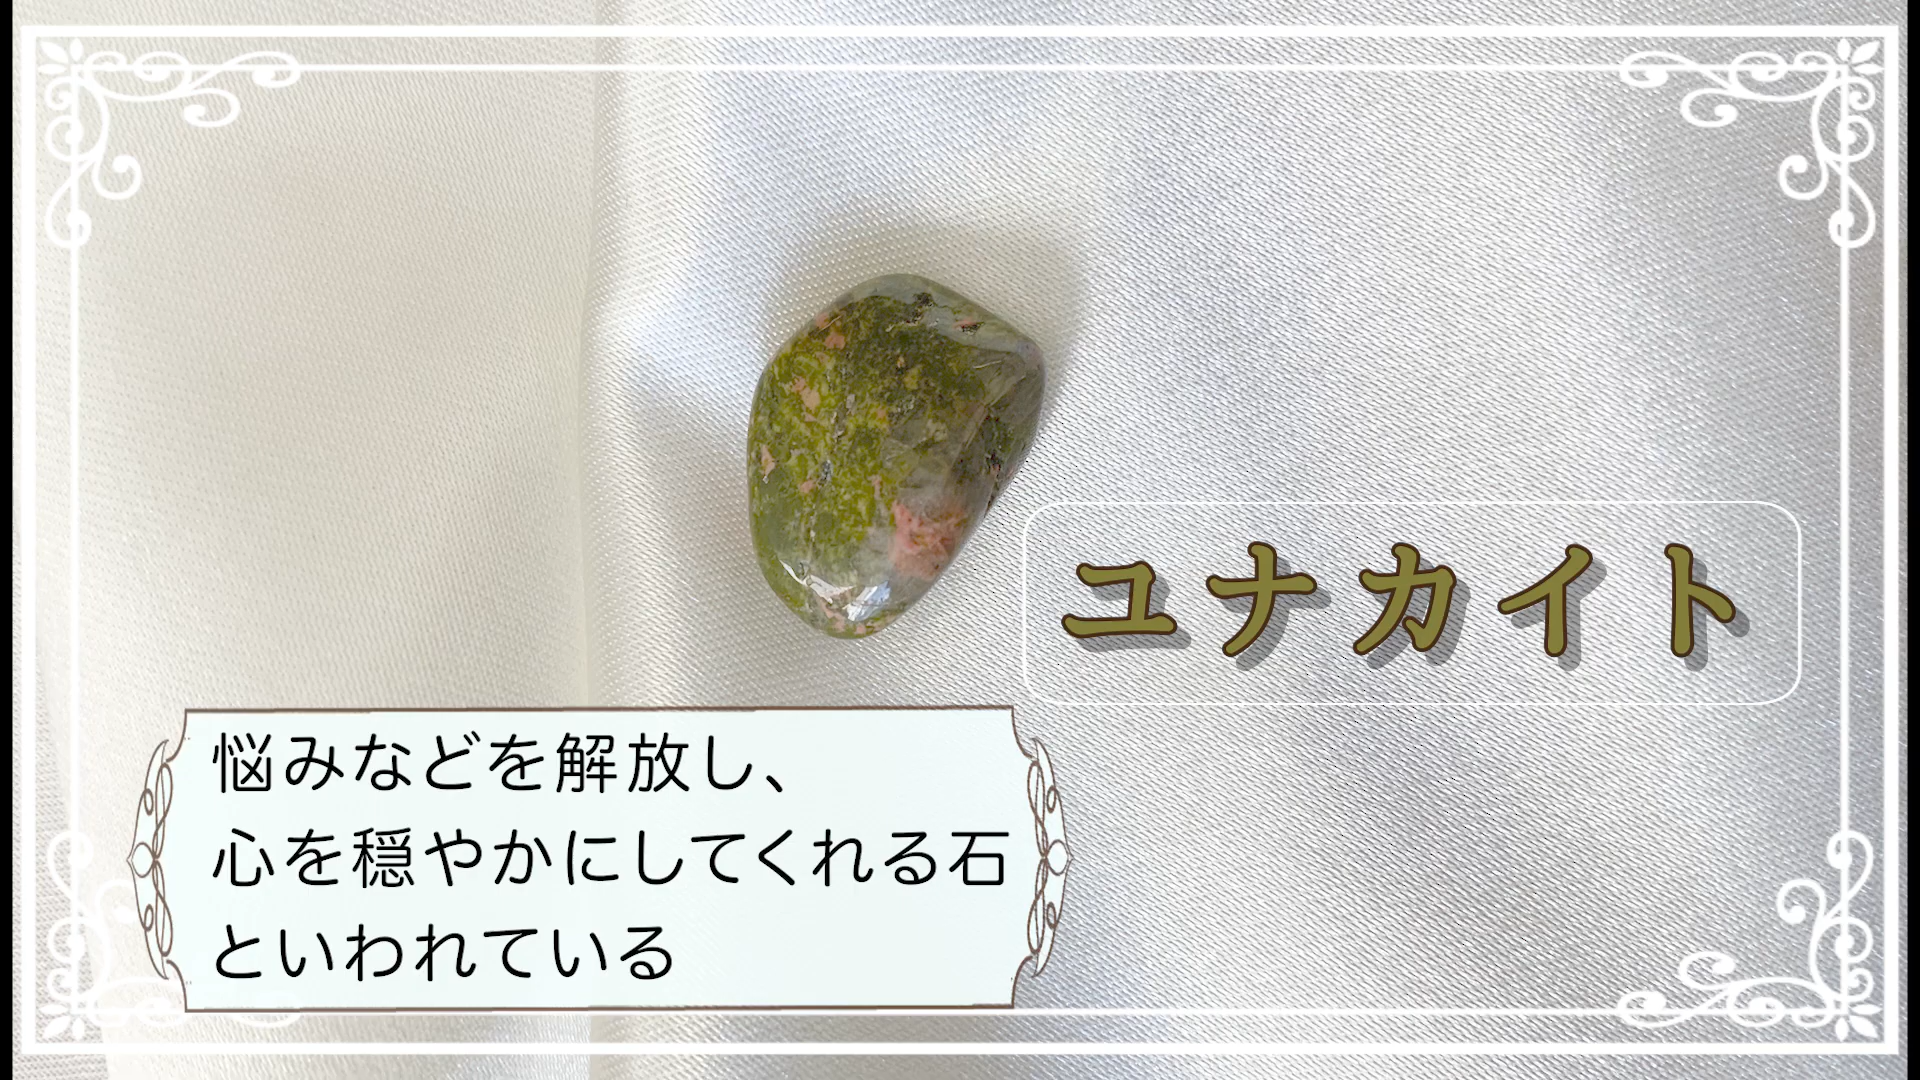 ユナカイト
悩みなどを解放し、
心を穏やかにしてくれる石
といわれている